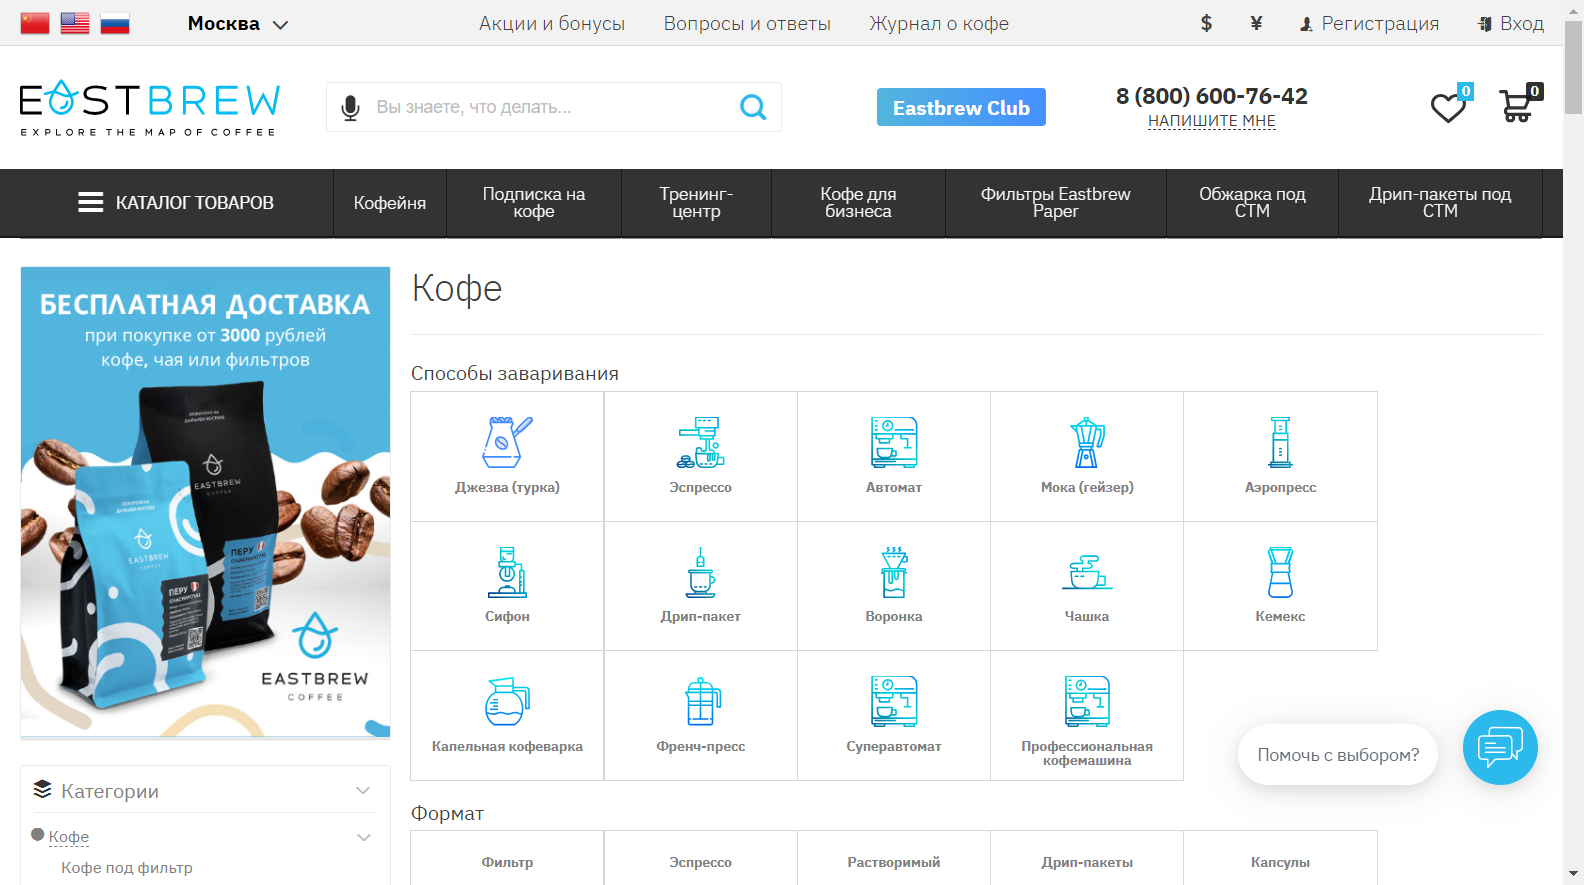 Москва
Акции и бонусы
Вопросы и ответы
Журнал о кофе
$
¥
Регистрация
Вход
EASTBREW
EXPLORE THE MAP OF COFFEE
Вы знаете, что делать...
Eastbrew Club
8 (800) 600-76-42
НАПИШИТЕ МНЕ
0
0
КАТАЛОГ ТОВАРОВ
Кофейня
Подписка на
кофе
Тренинг-
центр
Кофе для
бизнеса
Фильтры Eastbrew
Paper
Обжарка под
СТМ
Дрип-пакеты под
СТМ
БЕСПЛАТНАЯ ДОСТАВКА
при покупке от 3000 рублей
кофе, чая или фильтров
EASTBREW
COFFEE
ПЕРУ
EASTBREW
COFFEE
ПЕРУ
EASTBREW
COFFEE
Кофе
Способы заваривания
Джезва (турка)
Эспрессо
Автомат
Мока (гейзер)
Аэропресс
Сифон
Дрип-пакет
Воронка
Чашка
Кемекс
Капельная кофеварка
Френч-пресс
Суперавтомат
Профессиональная
кофемашина
Помочь с выбором?
Категории
Кофе
Кофе под фильтр
Формат
Фильтр
Эспрессо
Растворимый
Дрип-пакеты
Капсулы